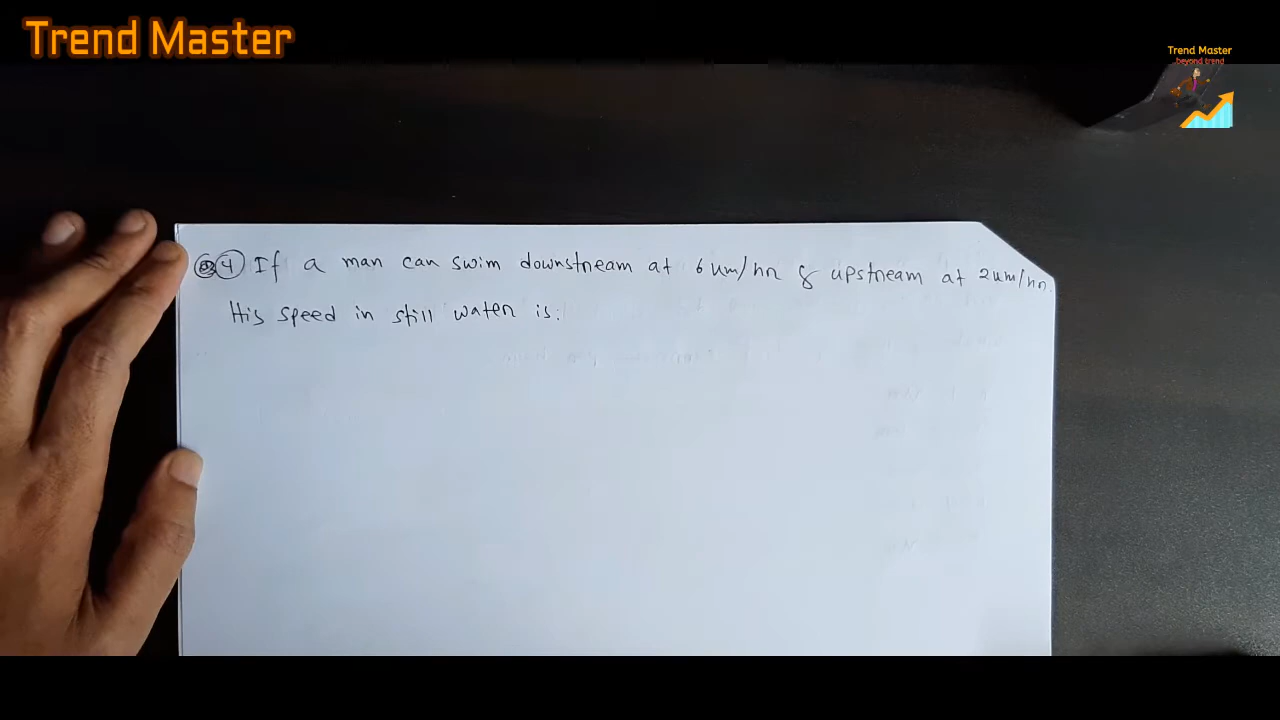 Trend Master
Trend Master
beyond trend
4 If a man can swim downstream at 6 km/hr & upstream at 2 km/hr.
His speed in still water is: